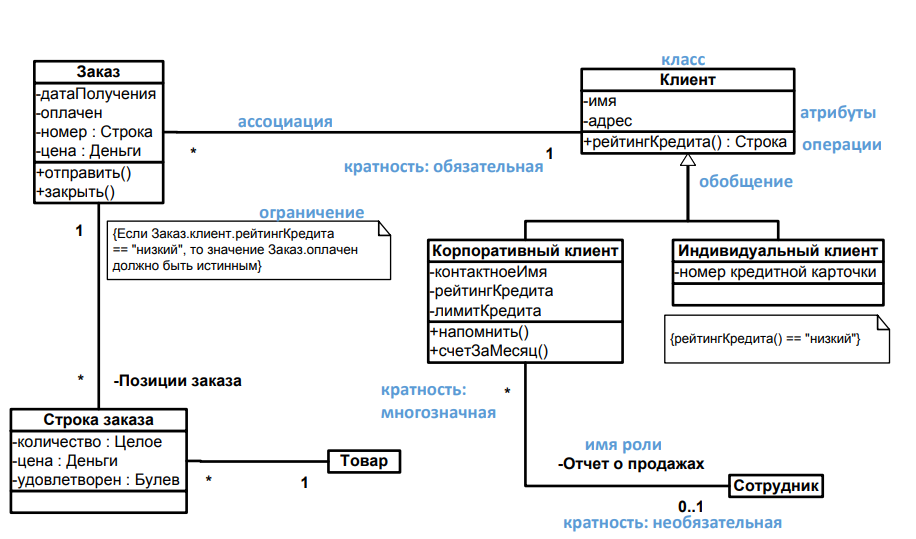 класс
Заказ
-датаПолучения
-оплачен
-номер : Строка
-цена : Деньги
+отправить()
+закрыть()
Клиент
-имя
-адрес
+рейтингКредита() : Строка
атрибуты
операции
ассоциация
*
1
кратность: обязательная
обобщение
1
ограничение
{Если Заказ.клиент.рейтингКредита
== "низкий", то значение Заказ.оплачен
должно быть истинным}
Корпоративный клиент
-контактноеИмя
-рейтингКредита
-лимитКредита
+напомнить()
+счетЗаМесяц()
Индивидуальный клиент
-номер кредитной карточки
{рейтингКредита() == "низкий"}
*
-Позиции заказа
кратность:
многозначная
*
Строка заказа
-количество : Целое
-цена : Деньги
-удовлетворен : Булев
*
1
Товар
имя роли
-Отчет о продажах
Сотрудник
0..1
кратность: необязательная